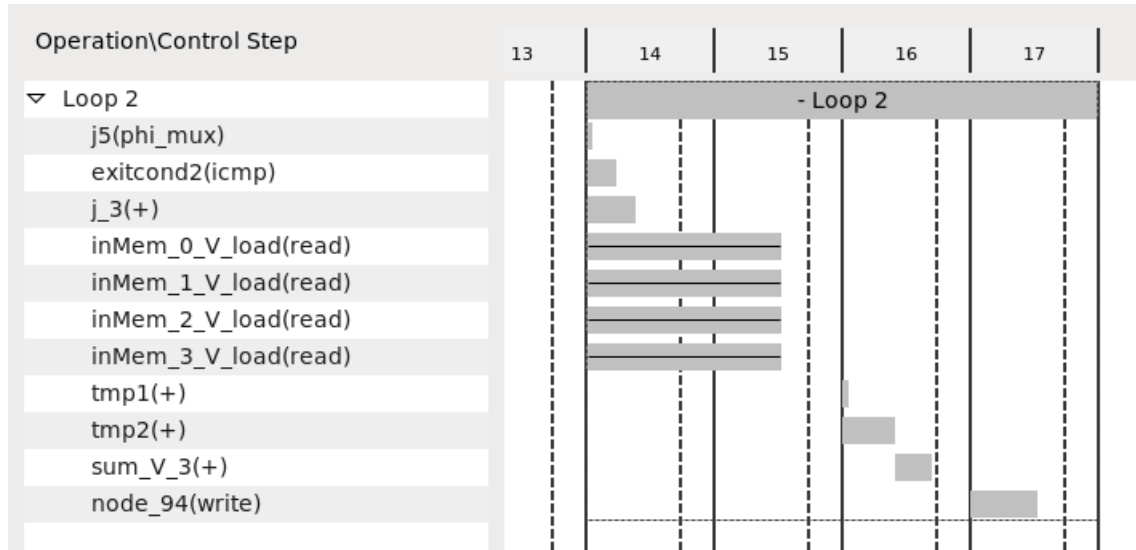 Operation\Control Step
13 14 15 16 17
Loop 2 - Loop 2
j5(phi_mux)
exitcond2(icmp)
j_3(+)
inMem_0_V_load(read)
inMem_1_V_load(read)
inMem_2_V_load(read)
inMem_3_V_load(read)
tmp1(+)
tmp2(+)
sum_V_3(+)
node_94(write)